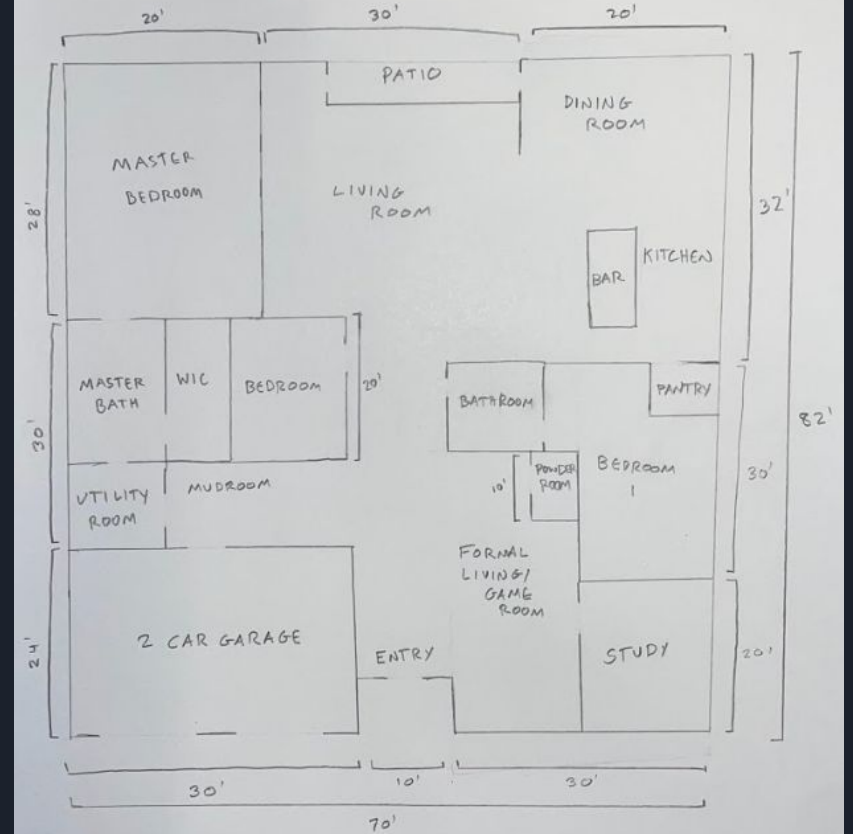 20'
30'
20'
PATIO
DINING
ROOM
MASTER
BEDROOM
LIVING
ROOM
28'
32'
KITCHEN
BAR
MASTER
BATH
WIC
BEDROOM
20'
BATHROOM
PANTRY
82'
30'
UTILITY
ROOM
MUDROOM
10'
POWDER
ROOM
BEDROOM
1
30'
FORMAL
LIVING/
GAME
ROOM
24'
2 CAR GARAGE
ENTRY
STUDY
20'
30'
10'
30'
70'